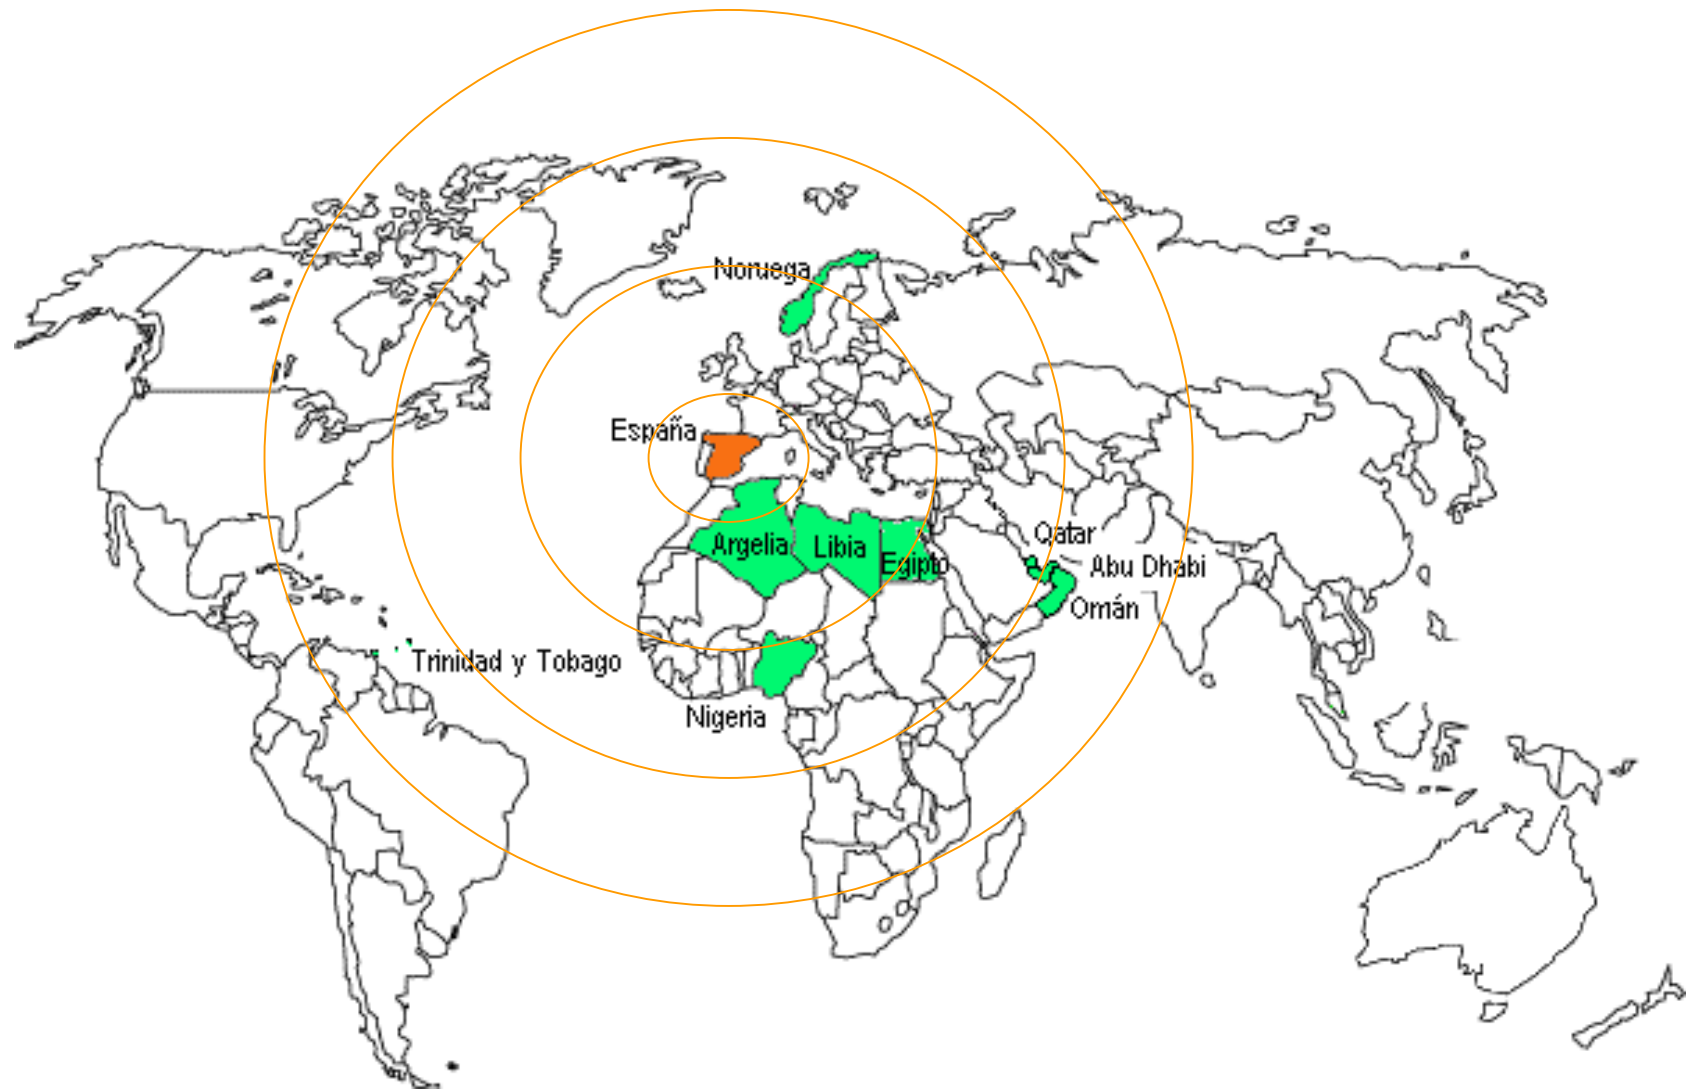 Noruega
España
Qatar
Argelia
Libia
Egipto
Abu Dhabi
Omán
Trinidad y Tobago
Nigeria